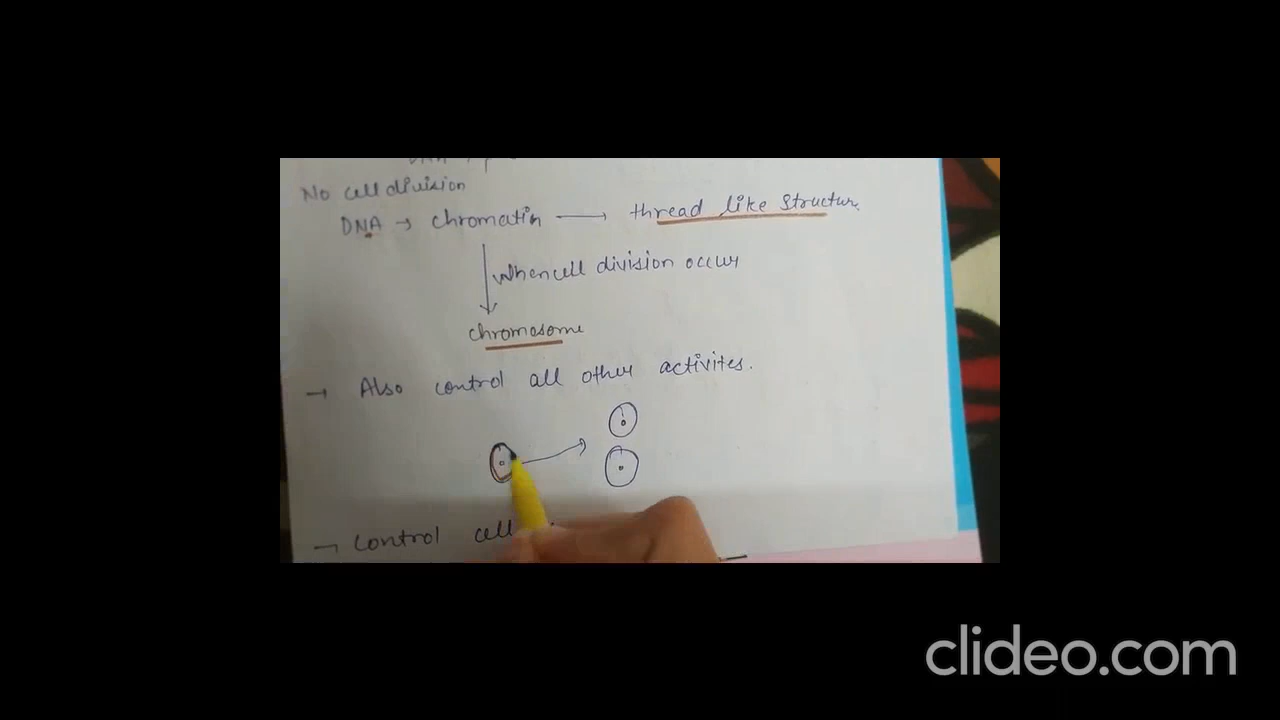 No cell division
DNA → chromatin → thread like structure
When cell division occur
chromosome
→ Also control all other activites.
→ control cell
clideo.com